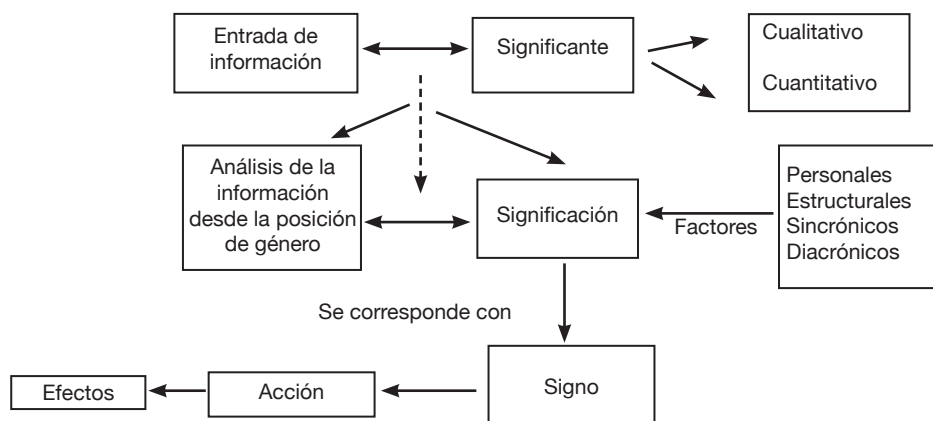 Entrada de
información
Significante
Cualitativo
Cuantitativo
Análisis de la
información
desde la posición
de género
Significación
Factores
Personales
Estructurales
Sincrónicos
Diacrónicos
Se corresponde con
Efectos
Acción
Signo